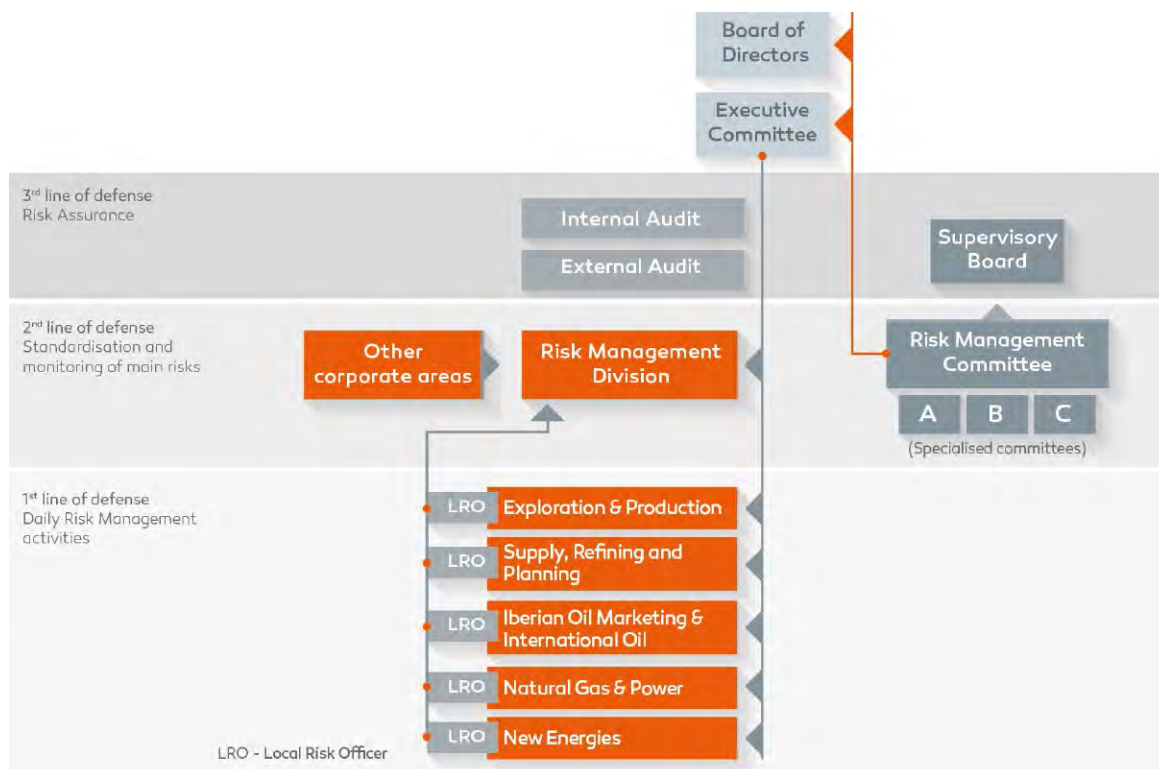 Board of
Directors
Executive
Committee
3rd line of defense
Risk Assurance
Internal Audit
External Audit
Supervisory
Board
2nd line of defense
Standardisation and
monitoring of main risks
Other
corporate areas
Risk Management
Division
Risk Management
Committee
A
B
C
(Specialised committees)
1st line of defense
Daily Risk Management
activities
LRO
Exploration & Production
LRO
Supply, Refining and
Planning
LRO
Iberian Oil Marketing &
International Oil
LRO
Natural Gas & Power
LRO
New Energies
LRO - Local Risk Officer